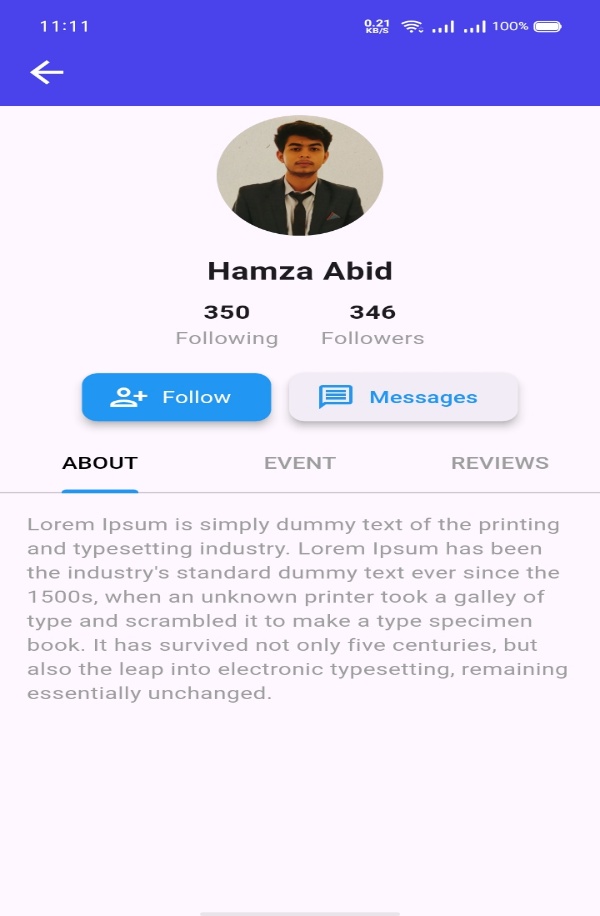 11:11
0.21
KB/S
100%
Hamza Abid
350
346
Following
Followers
Follow
Messages
ABOUT
EVENT
REVIEWS
Lorem Ipsum is simply dummy text of the printing
and typesetting industry. Lorem Ipsum has been
the industry's standard dummy text ever since the
1500s, when an unknown printer took a galley of
type and scrambled it to make a type specimen
book. It has survived not only five centuries, but
also the leap into electronic typesetting, remaining
essentially unchanged.